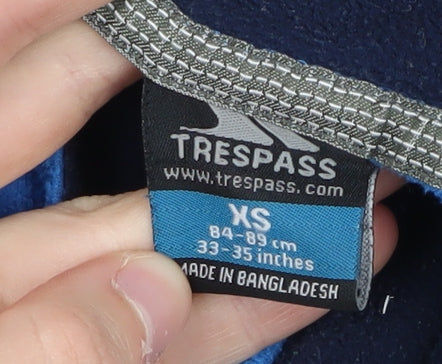 TRESPASS
www.trespass.com
XS
84-89 cm
33-35 inches
MADE IN BANGLADESH